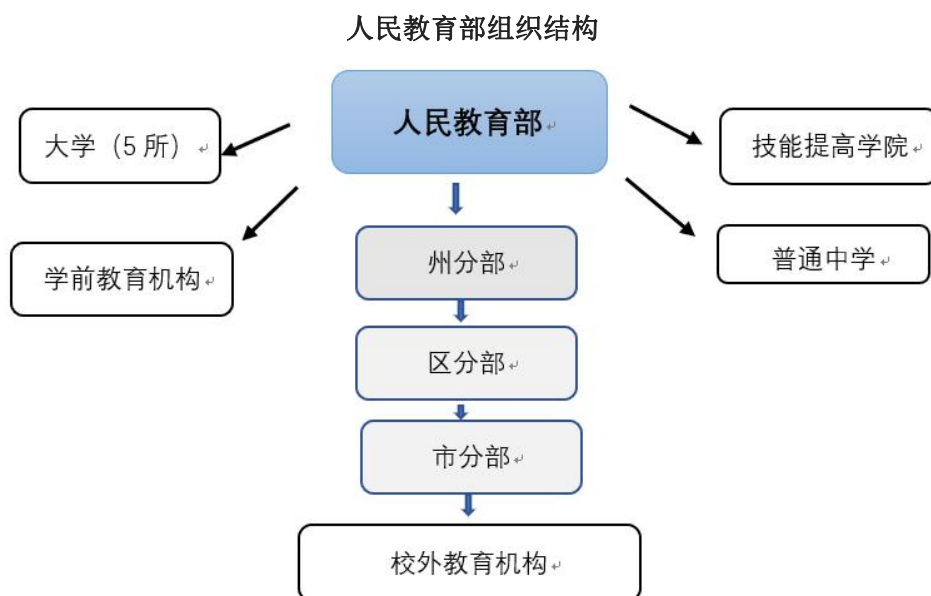 人民教育部组织结构
人民教育部
大学（5 所）
技能提高学院
学前教育机构
州分部
普通中学
区分部
市分部
校外教育机构